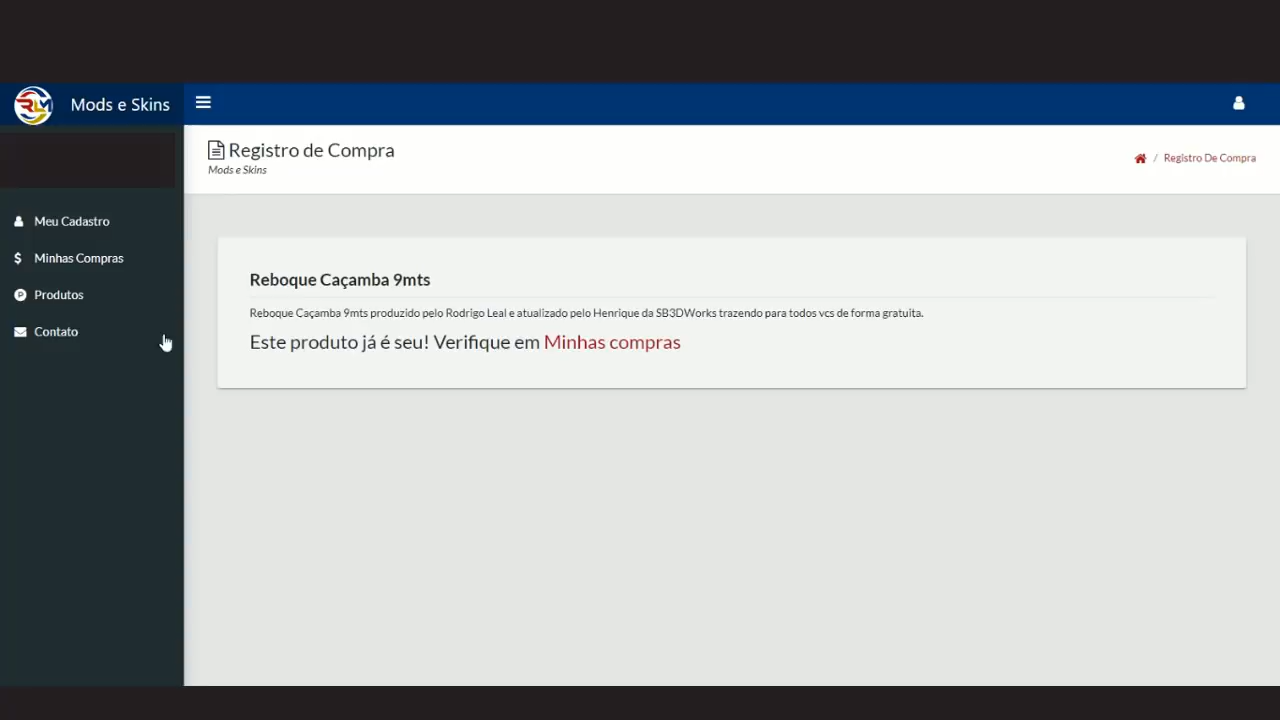 RLM Mods e Skins
Registro de Compra
Mods e Skins
/ Registro De Compra
Meu Cadastro
$ Minhas Compras
P Produtos
Contato
Reboque Caçamba 9mts
Reboque Caçamba 9mts produzido pelo Rodrigo Leal e atualizado pelo Henrique da SB3DWorks trazendo para todos vcs de forma gratuita.
Este produto já é seu! Verifique em Minhas compras